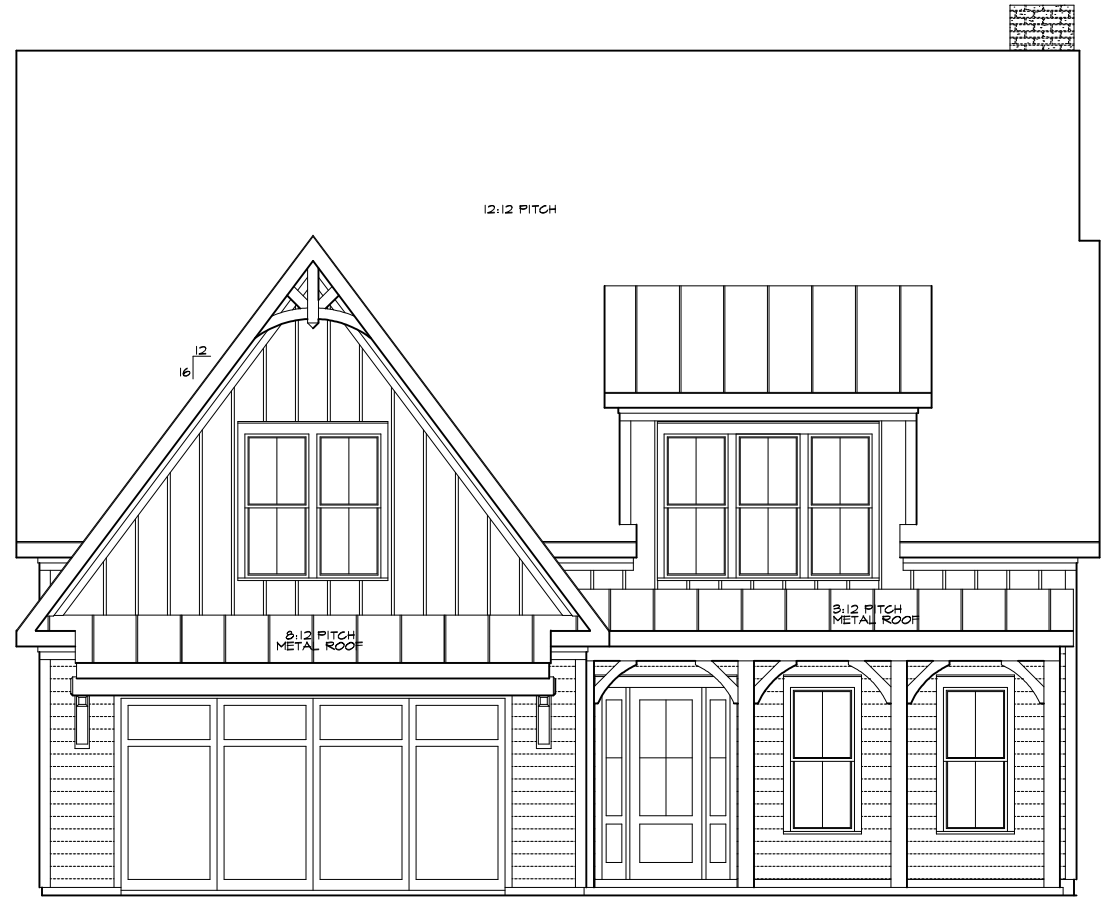 12:12 PITCH
12
16
3:12 PITCH
METAL ROOF
8:12 PITCH
METAL ROOF